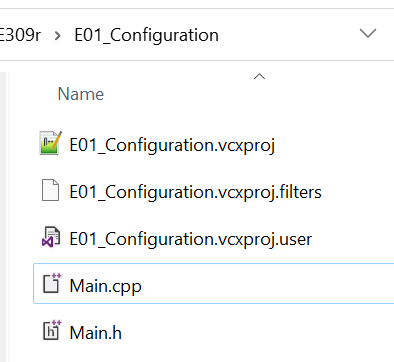 E309r > E01_Configuration
Name
E01_Configuration.vcxproj
E01_Configuration.vcxproj.filters
E01_Configuration.vcxproj.user
Main.cpp
Main.h